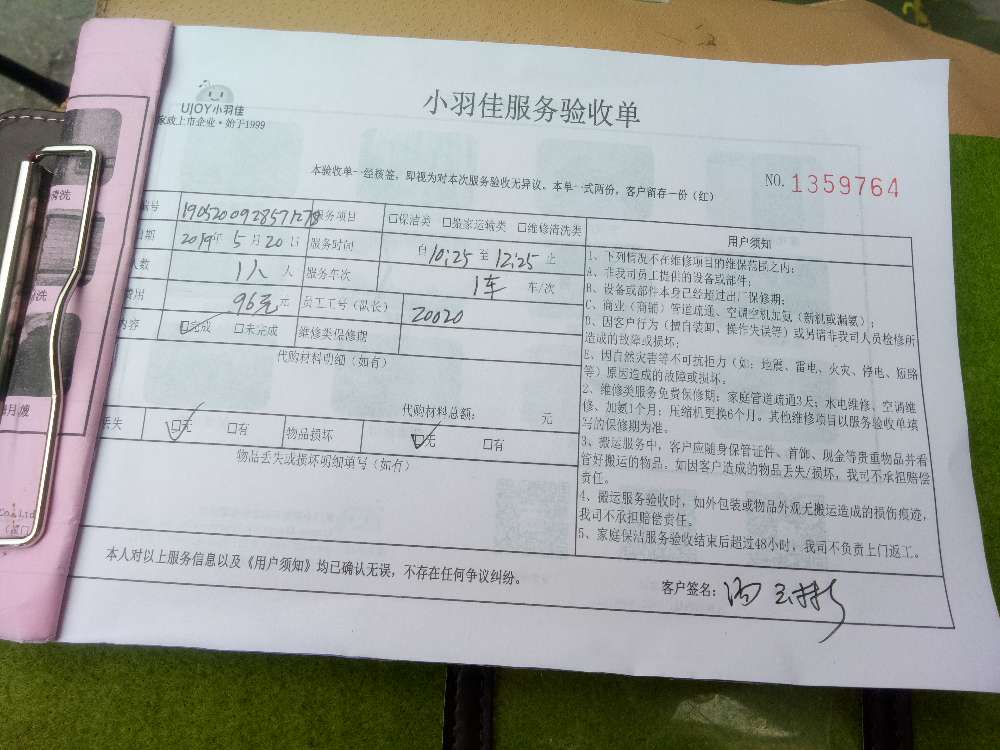 UJOY小羽佳
家政上市企业·始于1999
小羽佳服务验收单
本验收单一经核签,即视为对本次服务验收无异议。本单一式两份,客户留存一份(红)
NO.1359764
编号 服务项目 □保洁类 □搬家运输类 □维修清洗类
日期 2019年5月20日 服务时间 自10:25至12:25止
人数 1人 人 服务车次 1车 车/次
费用 96元 元 员工工号(队长) 20020
内容 □完成 □未完成 维修类保修期
代购材料明细(如有)
代购材料总额: 元
丢失 □无 □有 物品损坏 □无 □有
物品丢失或损坏明细填写(如有)
用户须知
1、下列情况不在维修项目的维保范围之内:
A、非我司员工提供的设备或部件;
B、设备或部件本身已经超过出厂保修期;
C、商业(商铺)管道疏通、空调空机加氨(新机或漏氨);
D、因客户行为(擅自装卸、操作失误等)或另请非我司人员检修所
造成的故障或损坏;
E、因自然灾害等不可抗拒力(如:地震、雷电、火灾、停电、短路
等)原因造成的故障或损坏。
2、维修类服务免费保修期:家庭管道疏通3天;水电维修、空调维
修、加氨1个月;压缩机更换6个月。其他维修项目以服务验收单填
写的保修期为准。
3、搬运服务中,客户应随身保管证件、首饰、现金等贵重物品并看
管好搬运的物品。如因客户造成的物品丢失/损坏,我司不承担赔偿
责任。
4、搬运服务验收时,如外包装或物品外观无搬运造成的损伤痕迹,
我司不承担赔偿责任。
5、家庭保洁服务验收结束后超过48小时,我司不负责上门返工。
本人对以上服务信息以及《用户须知》均已确认无误,不存在任何争议纠纷。
客户签名:
清洗